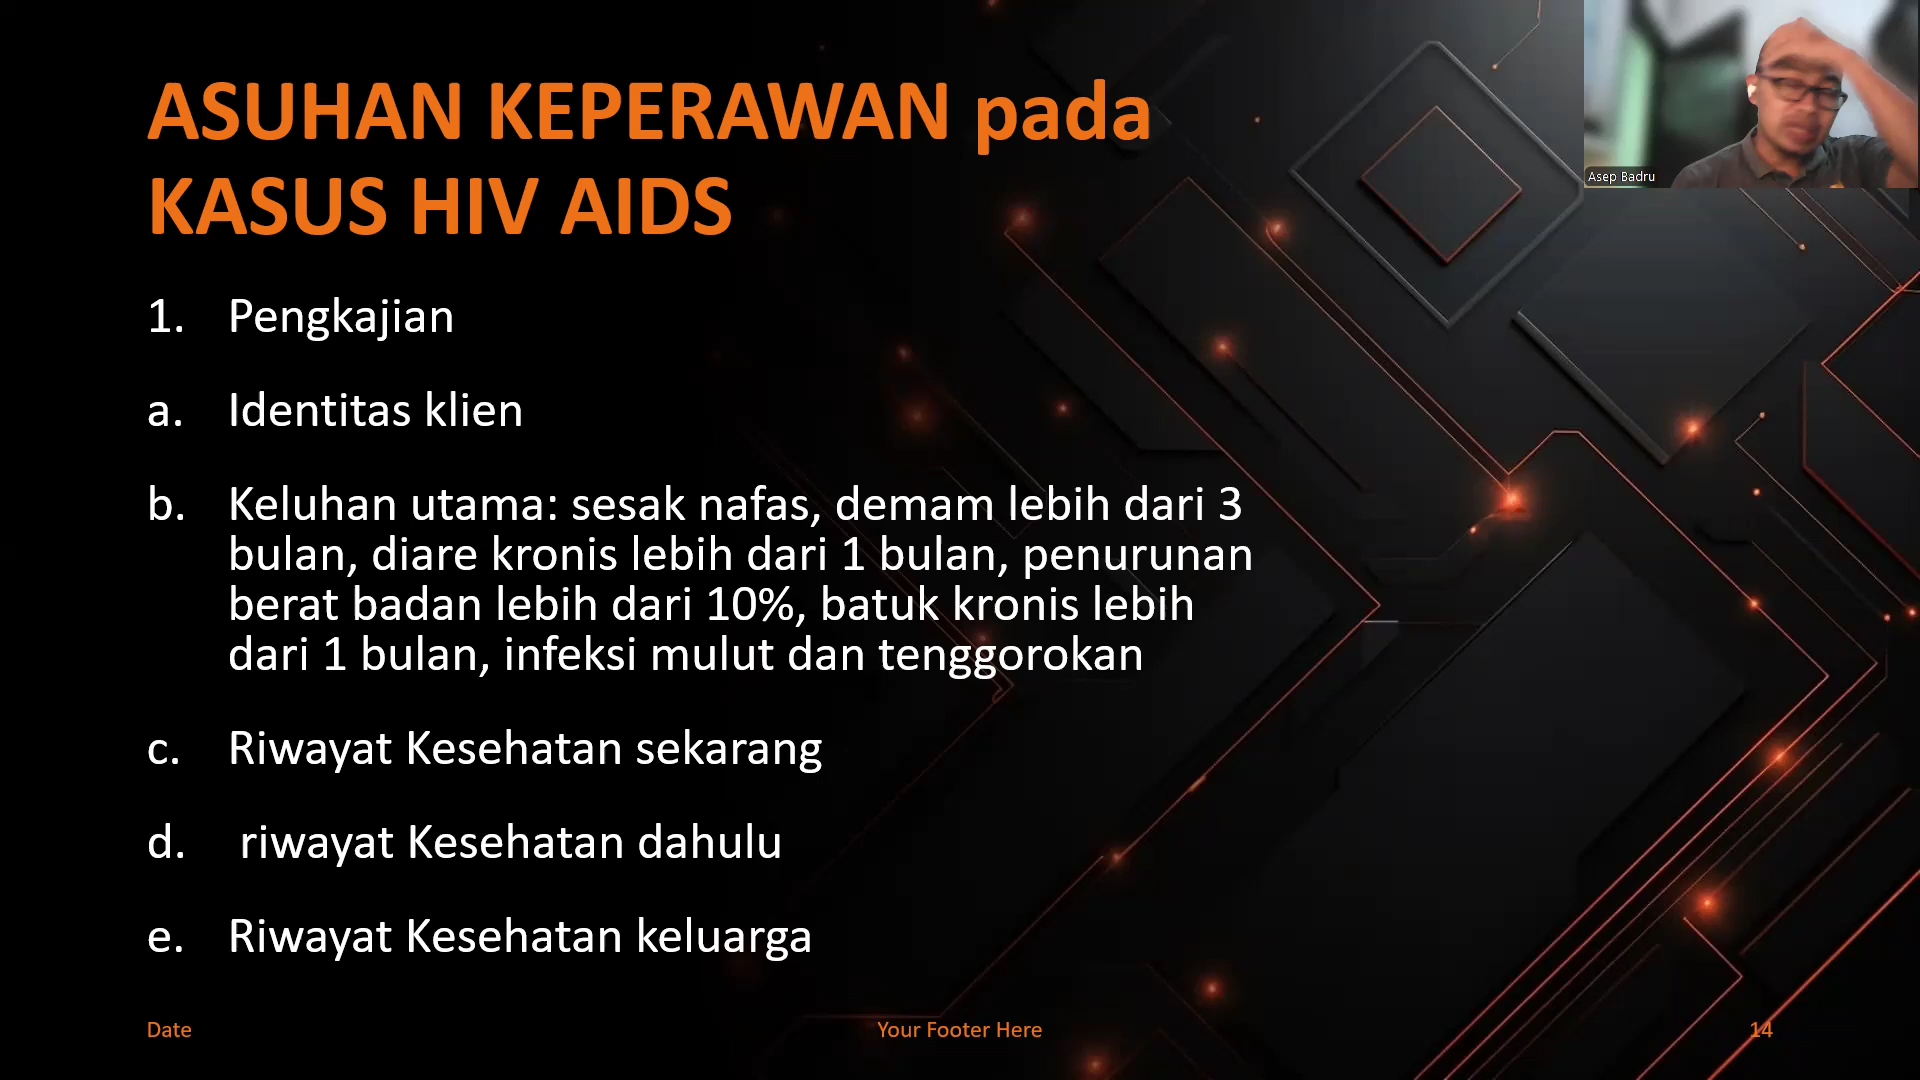 ASUHAN KEPERAWAN pada
KASUS HIV AIDS
1. Pengkajian
a. Identitas klien
b. Keluhan utama: sesak nafas, demam lebih dari 3
bulan, diare kronis lebih dari 1 bulan, penurunan
berat badan lebih dari 10%, batuk kronis lebih
dari 1 bulan, infeksi mulut dan tenggorokan
c. Riwayat Kesehatan sekarang
d. riwayat Kesehatan dahulu
e. Riwayat Kesehatan keluarga
Date
Your Footer Here
14
Asep Badru